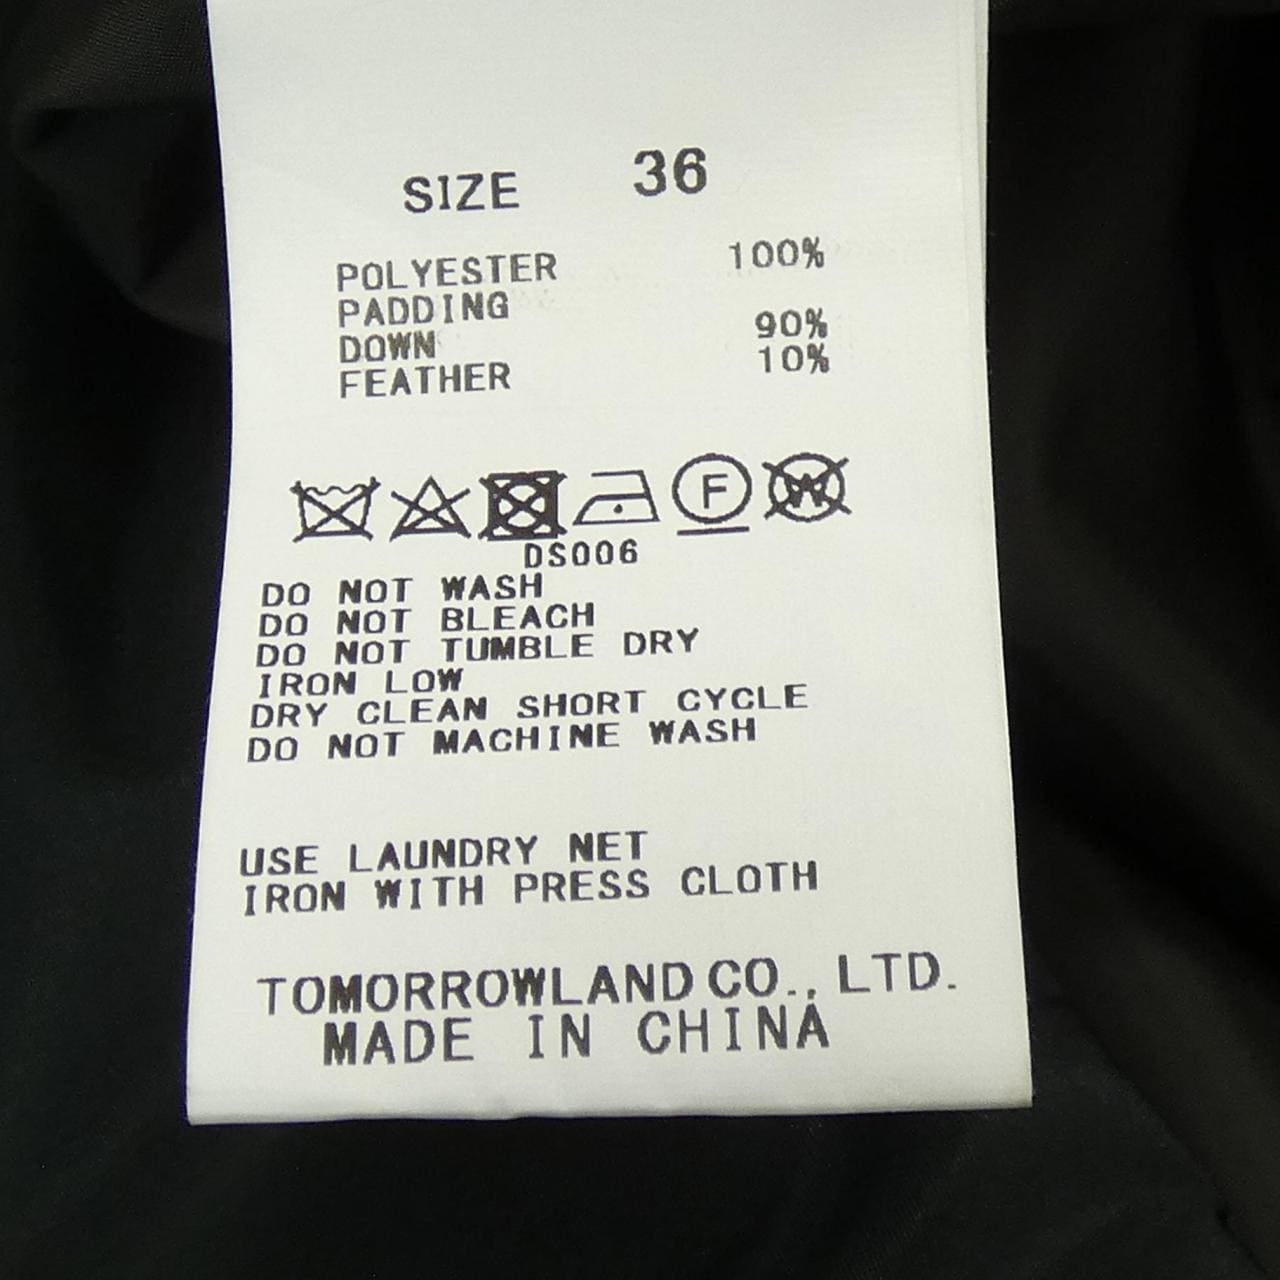 SIZE 36
POLYESTER 100%
PADDING
DOWN 90%
FEATHER 10%
F W
DS006
DO NOT WASH
DO NOT BLEACH
DO NOT TUMBLE DRY
IRON LOW
DRY CLEAN SHORT CYCLE
DO NOT MACHINE WASH
USE LAUNDRY NET
IRON WITH PRESS CLOTH
TOMORROWLAND CO., LTD.
MADE IN CHINA